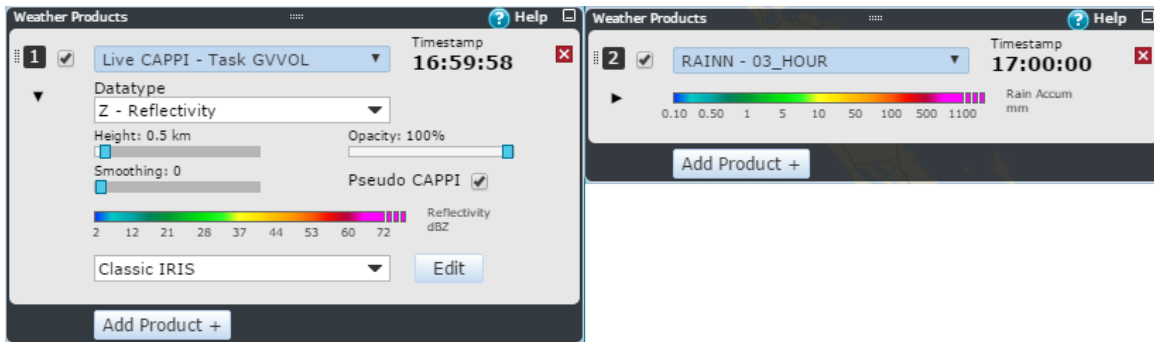 Weather Products
? Help
1
Live CAPPI - Task GVVOL
Timestamp
16:59:58
Datatype
Z - Reflectivity
Height: 0.5 km
Opacity: 100%
Smoothing: 0
Pseudo CAPPI
Reflectivity
dBZ
2 12 21 28 37 44 53 60 72
Classic IRIS
Edit
Add Product +
Weather Products
? Help
2
RAINN - 03_HOUR
Timestamp
17:00:00
Rain Accum
mm
0.10 0.50 1 5 10 50 100 500 1100
Add Product +